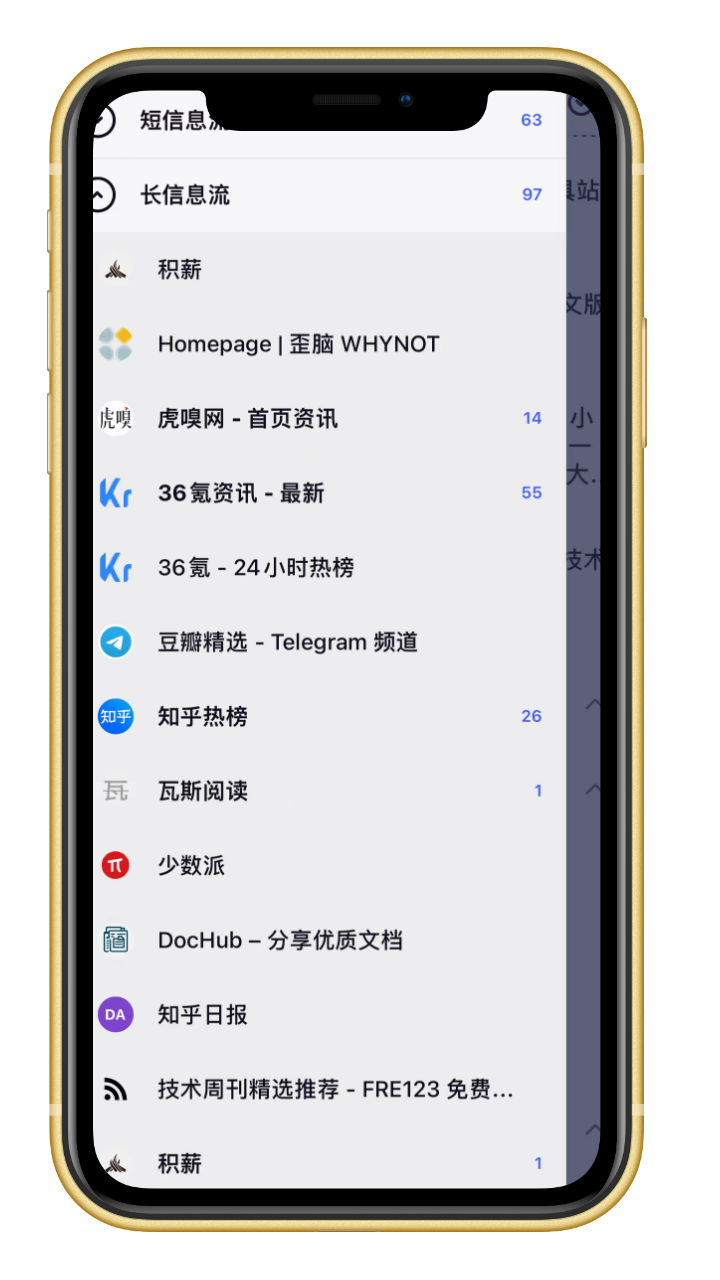 短信息流 63
长信息流 97
积薪
Homepage | 歪脑 WHYNOT
虎嗅
虎嗅网 - 首页资讯 14
36氪资讯 - 最新 55
36氪 - 24小时热榜
豆瓣精选 - Telegram 频道
知乎
知乎热榜 26
瓦斯阅读 1
少数派
DocHub – 分享优质文档
DA
知乎日报
技术周刊精选推荐 - FRE123 免费...
积薪 1
站
文版
小
一
大..
技术